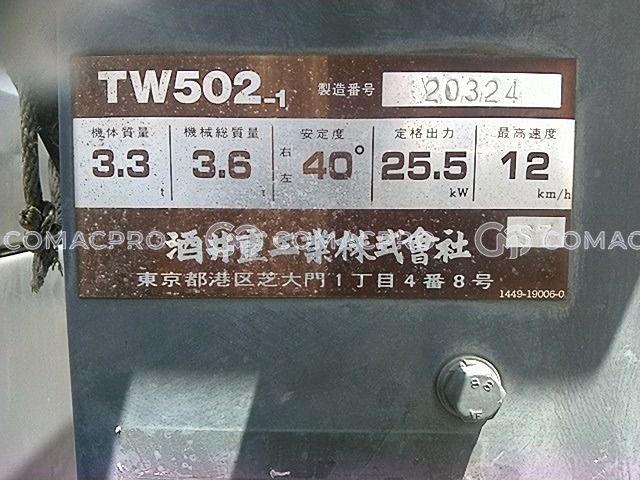 TW502-1 製造番号 20324
機体質量 機械総質量 安定度 定格出力 最高速度
3.3 t 3.6 t 右 左 40° 25.5 kW 12 km/h
COMACPRO 酒井重工業株式會社 COMAC
東京都港区芝大門1丁目4番8号
1449-19006-0